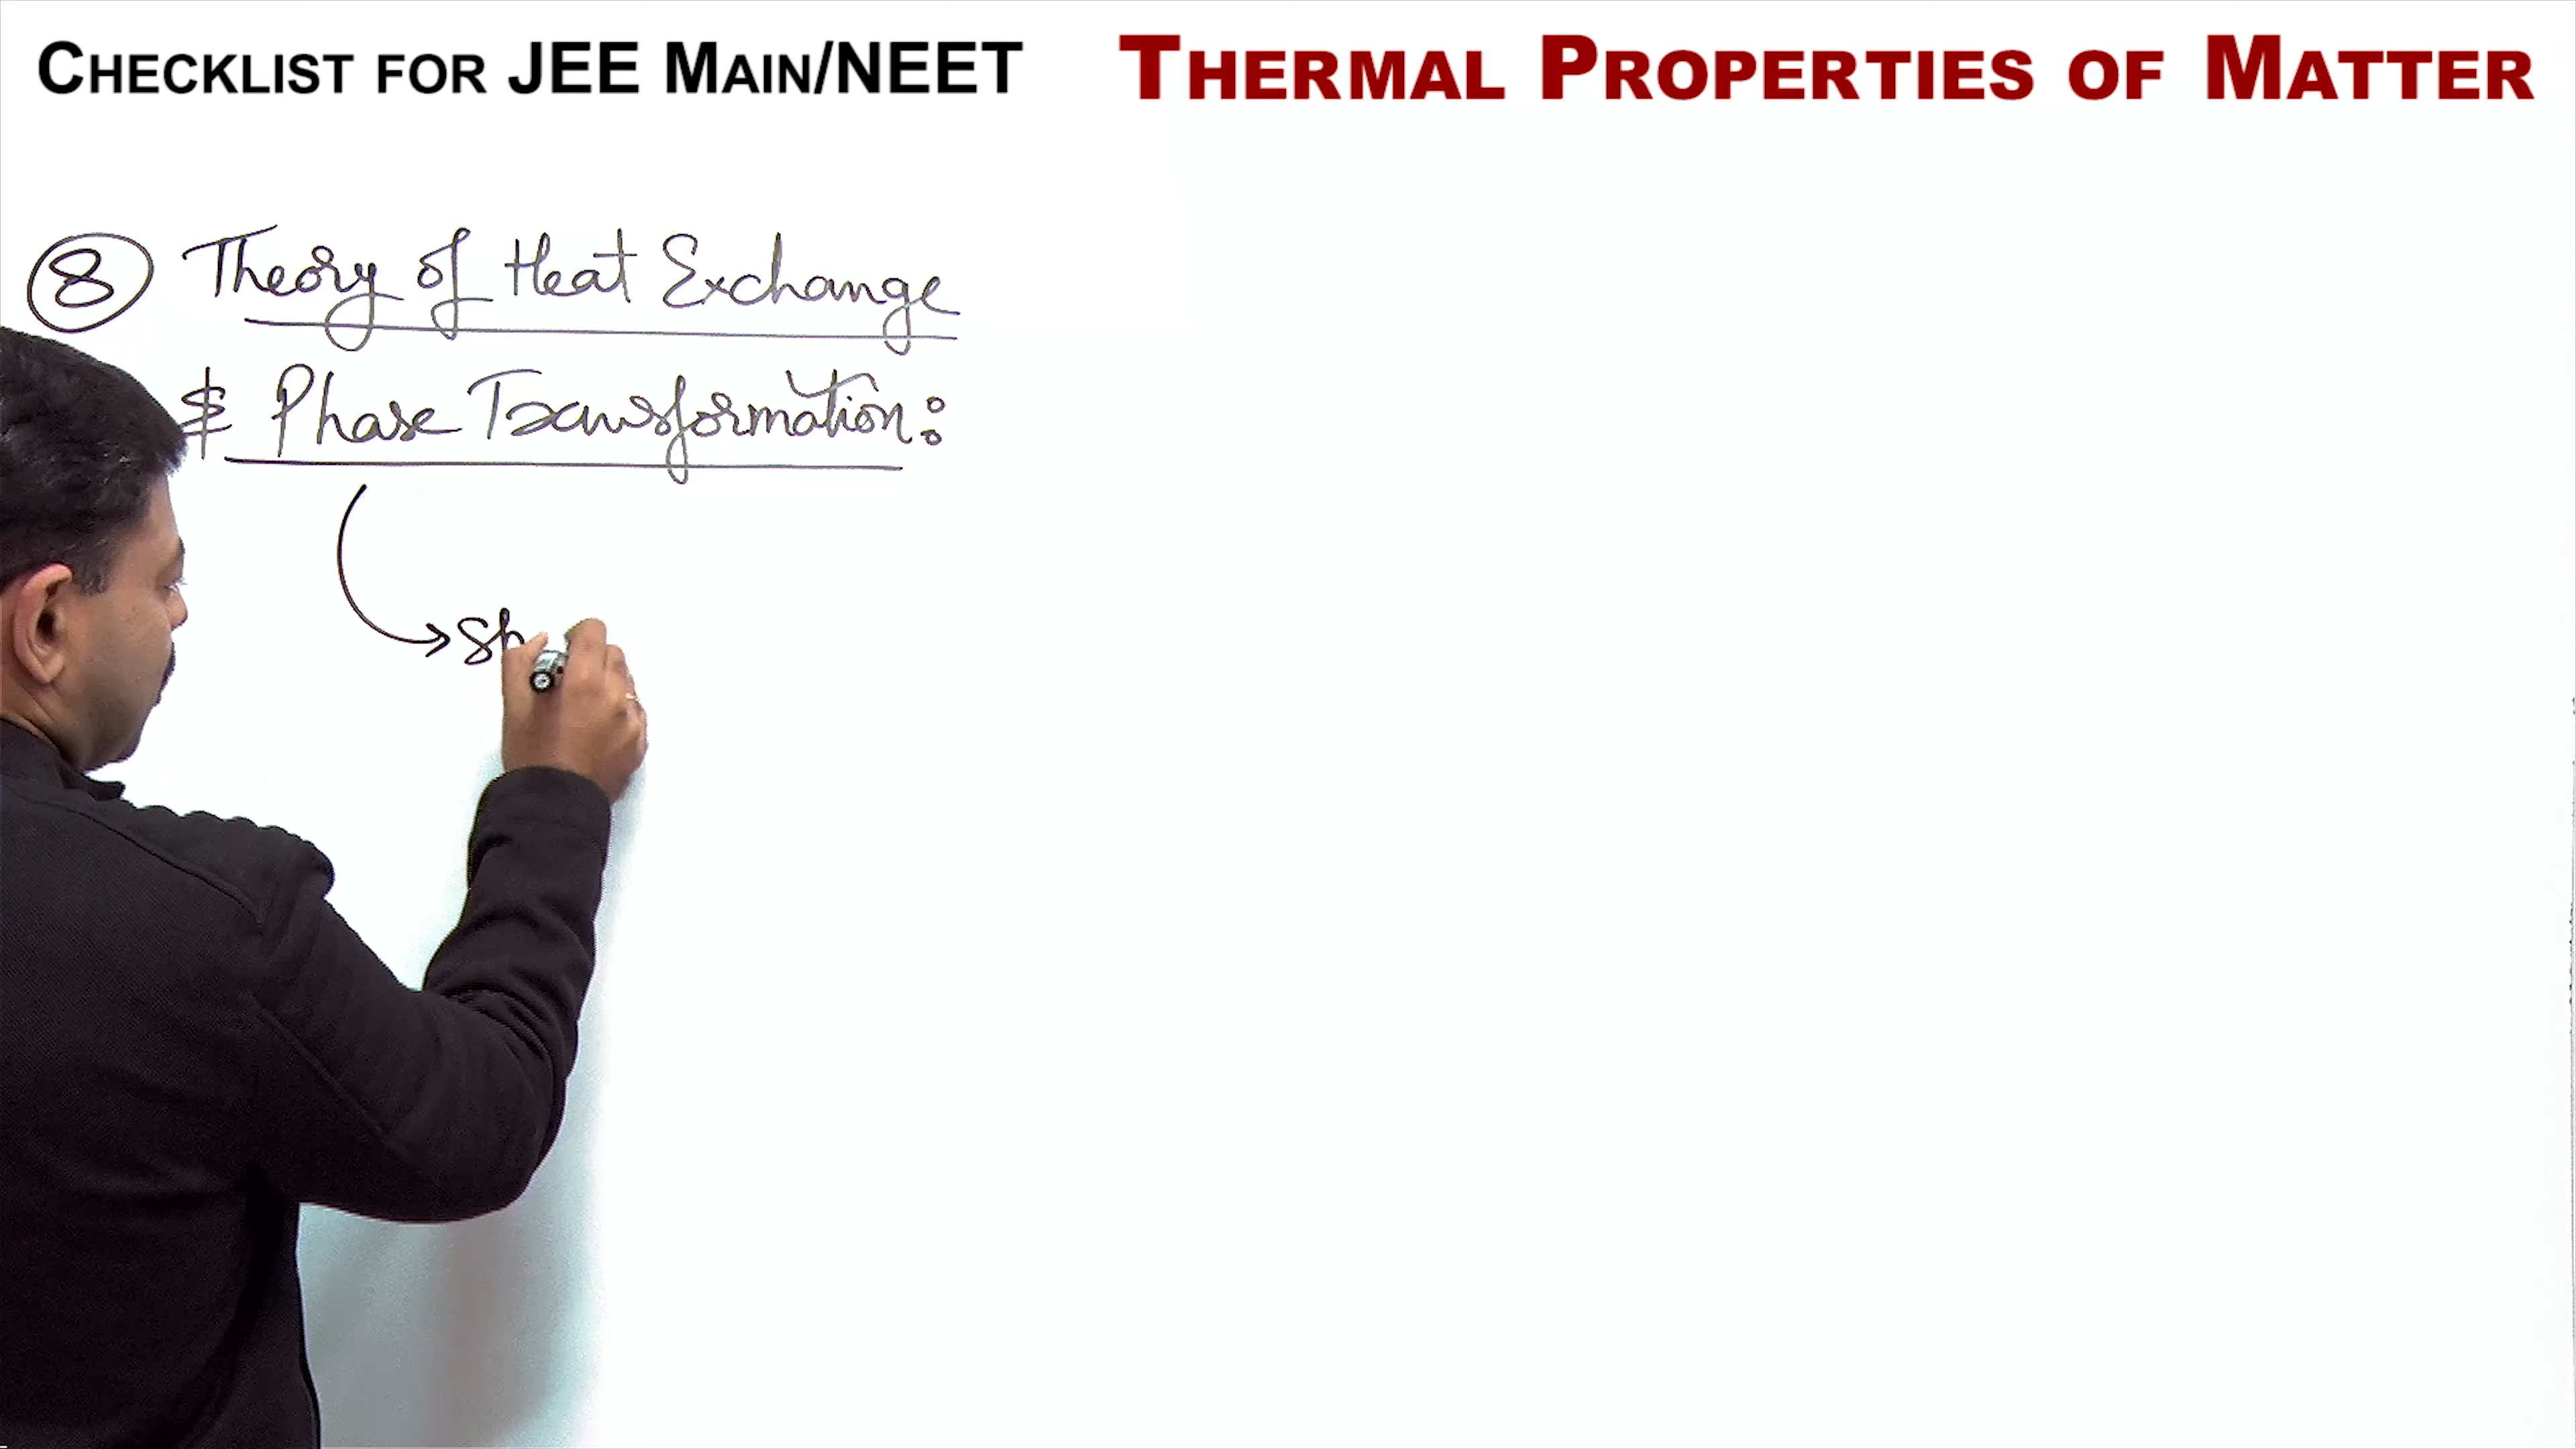 CHECKLIST FOR JEE MAIN/NEET THERMAL PROPERTIES OF MATTER
8 Theory of Heat Exchange
& Phase Transformation: